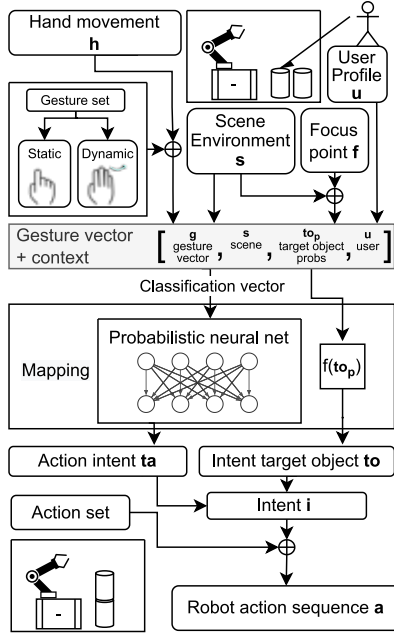 Hand movement
h
User
Profile
u
Gesture set
Static
Dynamic
Scene
Environment
s
Focus
point f
Gesture vector
+ context
[ g gesture vector , s scene , to_p target object probs , u user ]
Classification vector
Probabilistic neural net
Mapping
f(to_p)
Action intent ta
Intent target object to
Intent i
Action set
Robot action sequence a